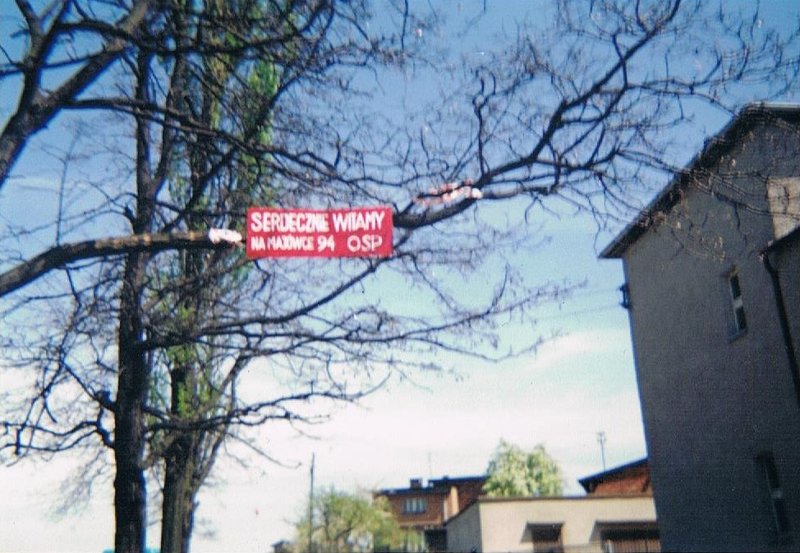 SERDECZNIE WITAMY
NA MAJÓWCE 94 OSP